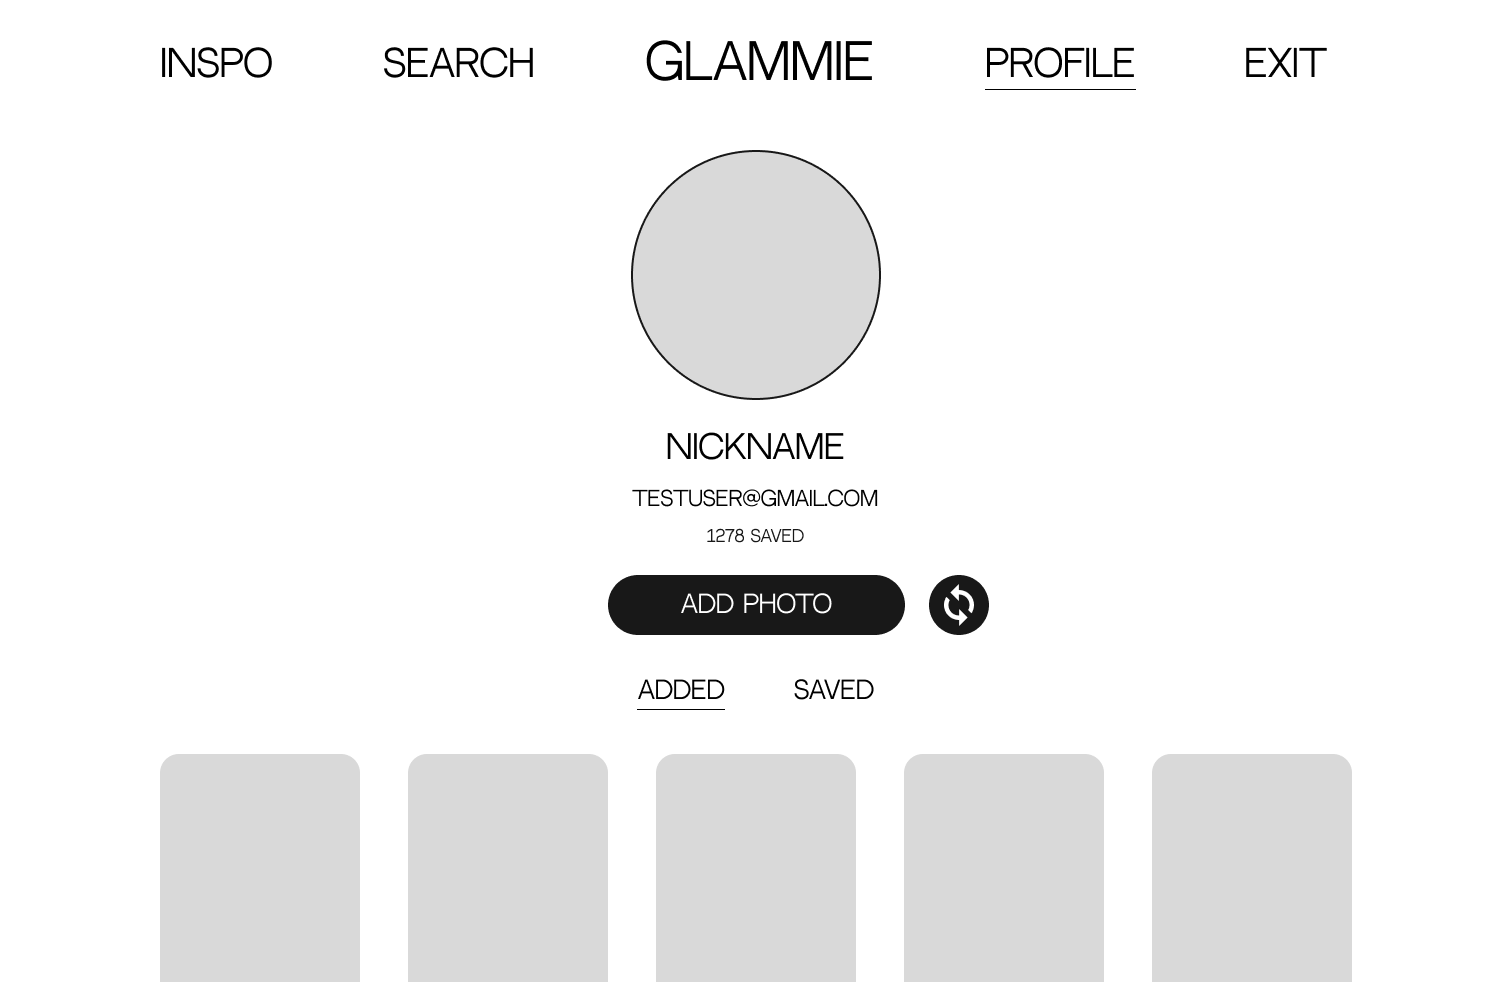 INSPO SEARCH GLAMMIE PROFILE EXIT
NICKNAME
TESTUSER@GMAIL.COM
1278 SAVED
ADD PHOTO
ADDED SAVED